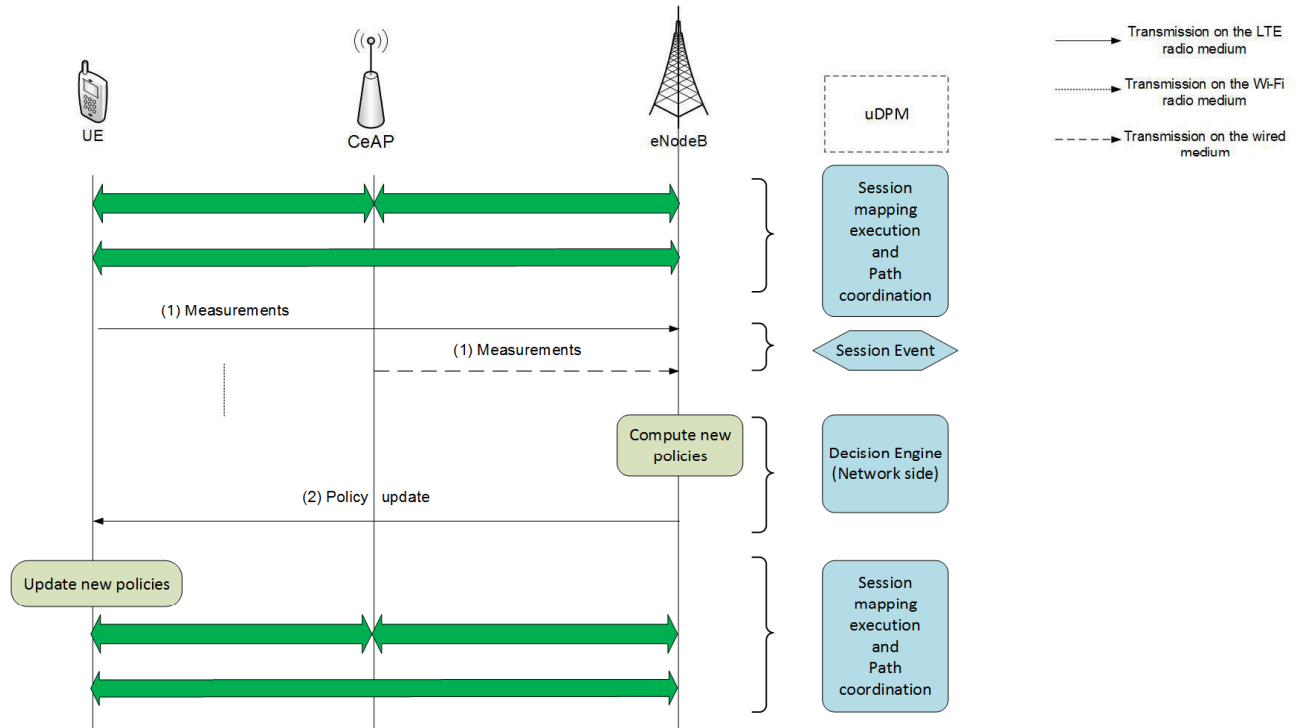 Transmission on the LTE
radio medium
Transmission on the Wi-Fi
radio medium
Transmission on the wired
medium
UE
CeAP
eNodeB
uDPM
Session
mapping
execution
and
Path
coordination
(1) Measurements
(1) Measurements
Session Event
Compute new
policies
Decision Engine
(Network side)
(2) Policy update
Update new policies
Session
mapping
execution
and
Path
coordination